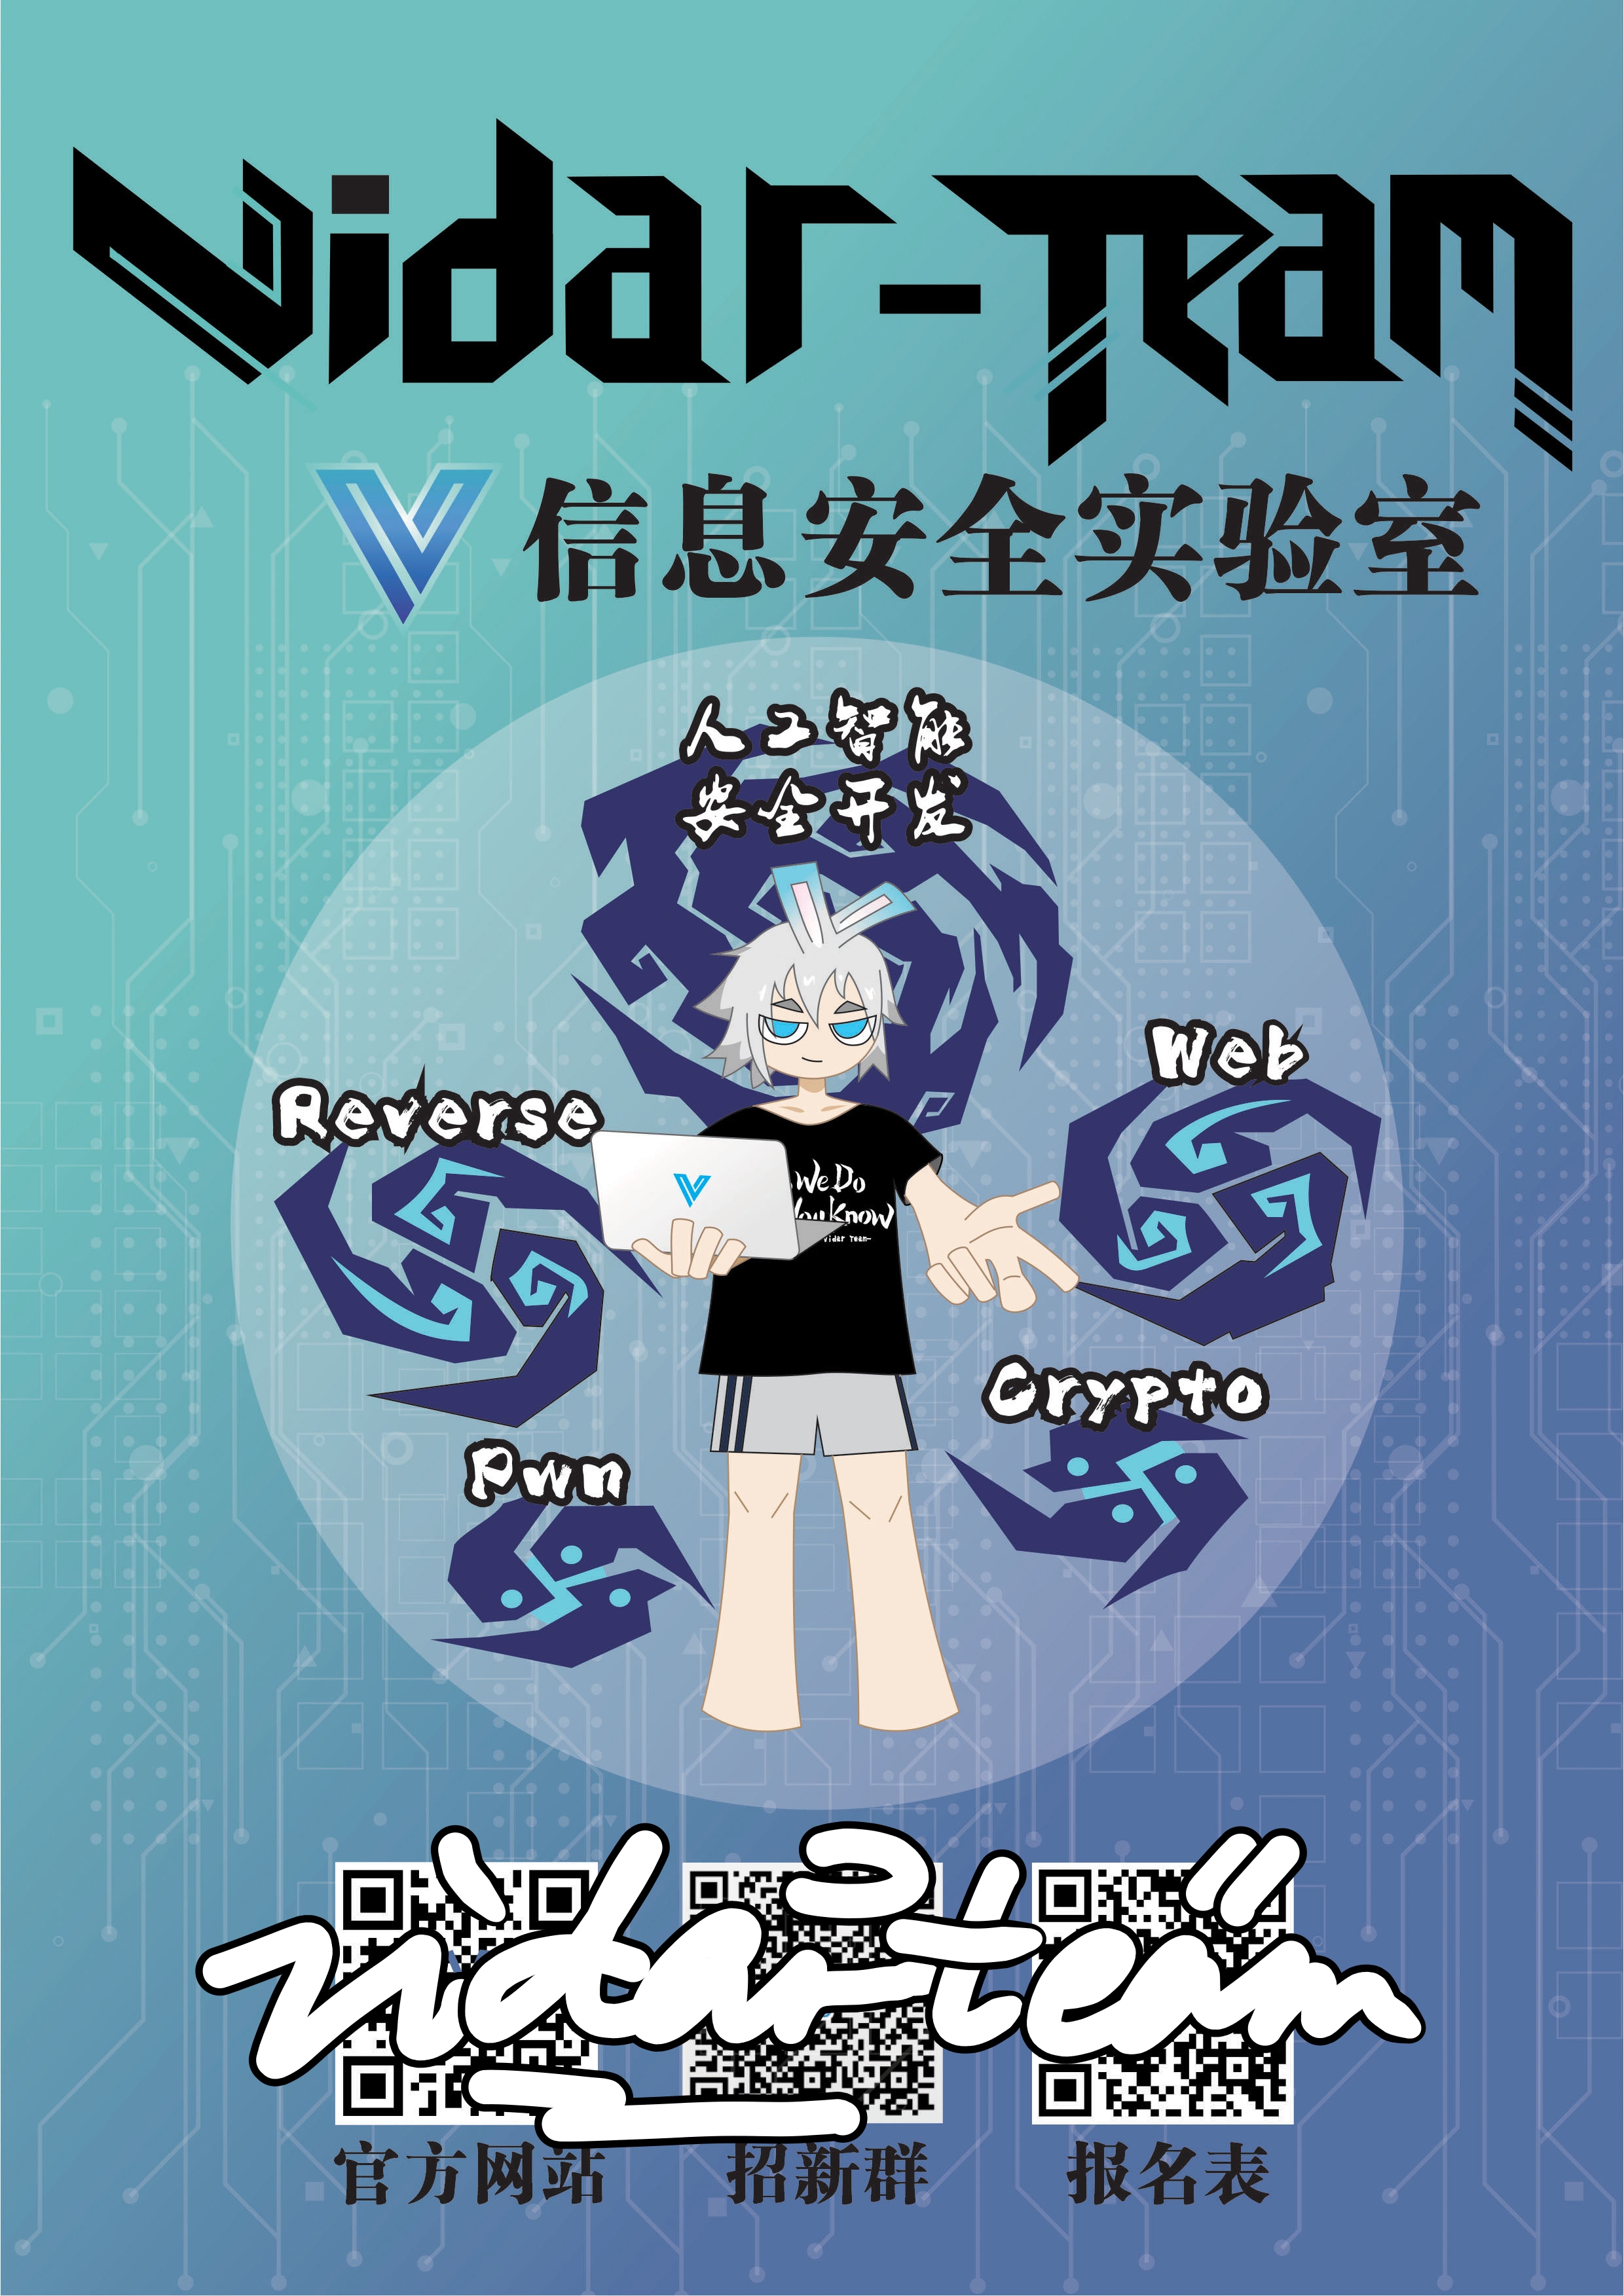 Vidar-Team
信息安全实验室
人工智能
安全开发
Web
Reverse
We Do
You Know
Vidar Team-
Crypto
Pwn
vidar-team
官方网站 招新群 报名表